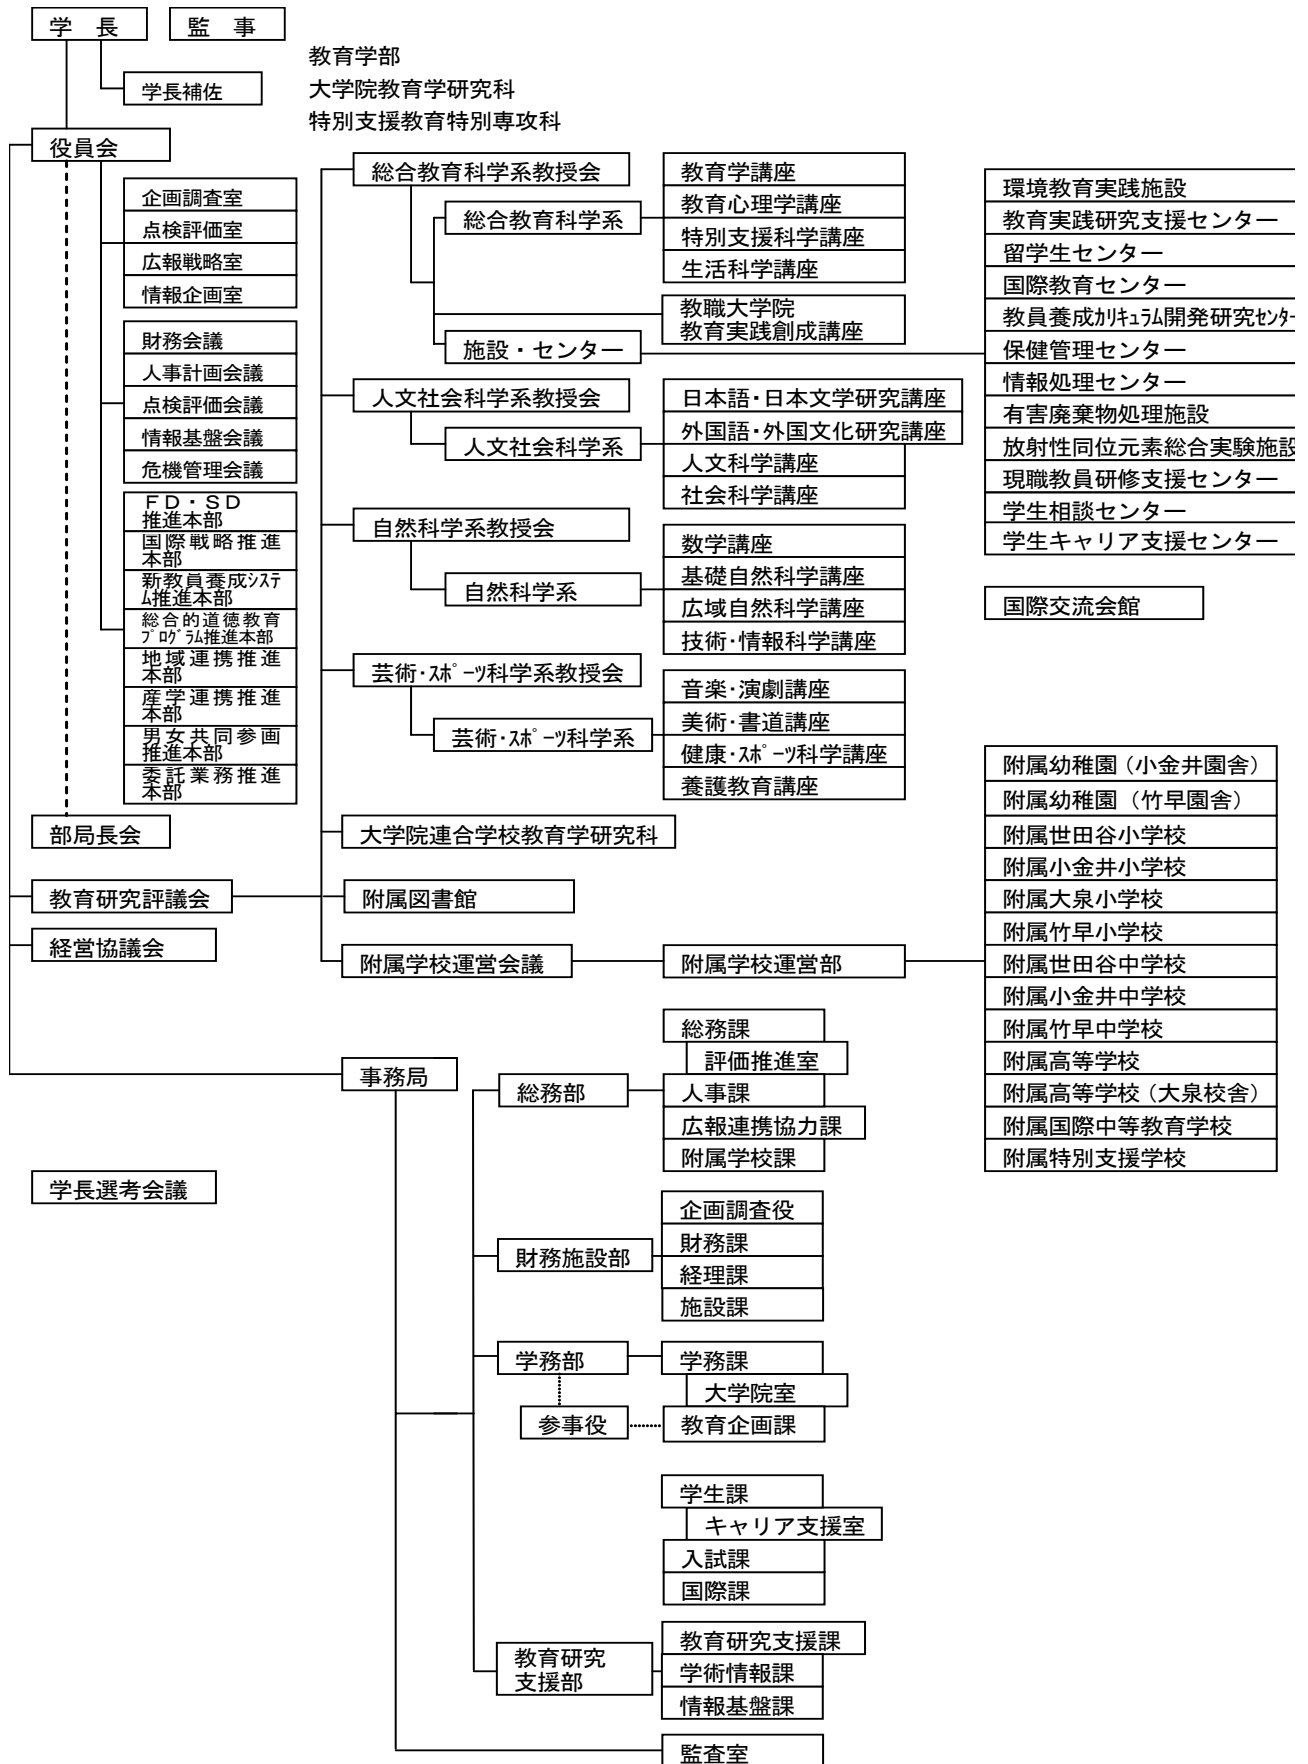 学　長
監　事
学長補佐
教育学部
大学院教育学研究科
特別支援教育特別専攻科
役員会
企画調査室
点検評価室
広報戦略室
情報企画室
財務会議
人事計画会議
点検評価会議
情報基盤会議
危機管理会議
ＦＤ・ＳＤ
推進本部
国際戦略推進
本部
新教員養成ｼｽﾃ
ﾑ推進本部
総合的道徳教育
ﾌﾟﾛｸﾞﾗﾑ推進本部
地域連携推進
本部
産学連携推進
本部
男女共同参画
推進本部
委託業務推進
本部
部局長会
教育研究評議会
経営協議会
学長選考会議
総合教育科学系教授会
総合教育科学系
教育学講座
教育心理学講座
特別支援科学講座
生活科学講座
教職大学院
教育実践創成講座
施設・センター
環境教育実践施設
教育実践研究支援センター
留学生センター
国際教育センター
教員養成ｶﾘｷｭﾗﾑ開発研究ｾﾝﾀｰ
保健管理センター
情報処理センター
有害廃棄物処理施設
放射性同位元素総合実験施設
現職教員研修支援センター
学生相談センター
学生キャリア支援センター
国際交流会館
人文社会科学系教授会
人文社会科学系
日本語・日本文学研究講座
外国語・外国文化研究講座
人文科学講座
社会科学講座
自然科学系教授会
自然科学系
数学講座
基礎自然科学講座
広域自然科学講座
技術・情報科学講座
芸術・ｽﾎﾟｰﾂ科学系教授会
芸術・ｽﾎﾟｰﾂ科学系
音楽・演劇講座
美術・書道講座
健康・ｽﾎﾟｰﾂ科学講座
養護教育講座
大学院連合学校教育学研究科
附属図書館
附属学校運営会議
附属学校運営部
附属幼稚園（小金井園舎）
附属幼稚園（竹早園舎）
附属世田谷小学校
附属小金井小学校
附属大泉小学校
附属竹早小学校
附属世田谷中学校
附属小金井中学校
附属竹早中学校
附属高等学校
附属高等学校（大泉校舎）
附属国際中等教育学校
附属特別支援学校
事務局
総務部
総務課
評価推進室
人事課
広報連携協力課
附属学校課
財務施設部
企画調査役
財務課
経理課
施設課
学務部
学務課
大学院室
参事役
教育企画課
学生課
キャリア支援室
入試課
国際課
教育研究
支援部
教育研究支援課
学術情報課
情報基盤課
監査室